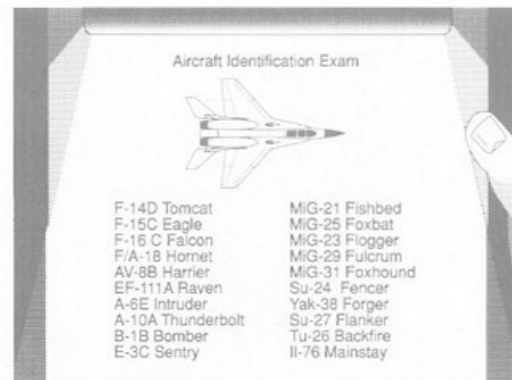 Aircraft Identification Exam
F-14D Tomcat
F-15C Eagle
F-16 C Falcon
F/A-18 Hornet
AV-8B Harrier
EF-111A Raven
A-6E Intruder
A-10A Thunderbolt
B-1B Bomber
E-3C Sentry
MiG-21 Fishbed
MiG-25 Foxbat
MiG-23 Flogger
MiG-29 Fulcrum
MiG-31 Foxhound
Su-24 Fencer
Yak-38 Forger
Su-27 Flanker
Tu-26 Backfire
Il-76 Mainstay